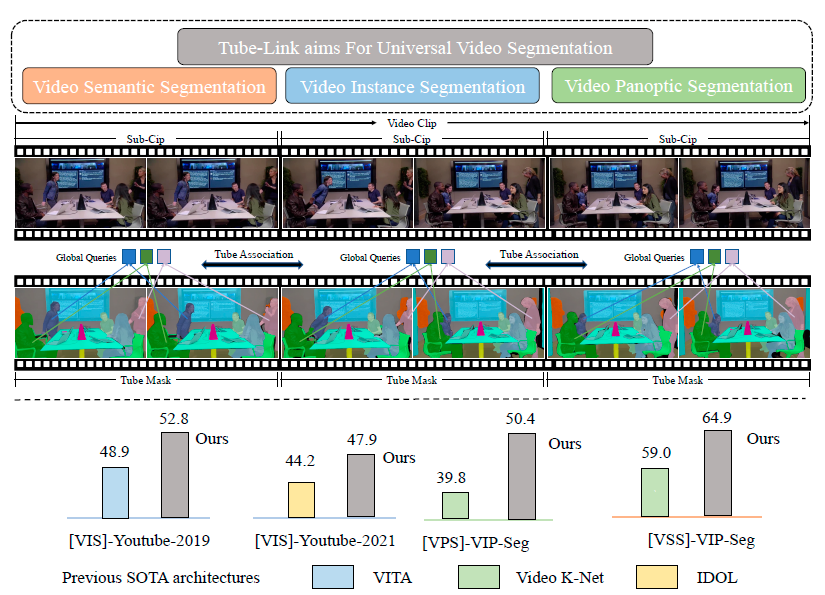 Tube-Link aims For Universal Video Segmentation
Video Semantic Segmentation
Video Instance Segmentation
Video Panoptic Segmentation
Video Clip
Sub-Cip
Sub-Cip
Sub-Cip
Global Queries
Tube Association
Global Queries
Tube Association
Global Queries
Tube Mask
Tube Mask
Tube Mask
48.9
52.8
Ours
44.2
47.9
Ours
39.8
50.4
Ours
59.0
64.9
Ours
[VIS]-Youtube-2019
[VIS]-Youtube-2021
[VPS]-VIP-Seg
[VSS]-VIP-Seg
Previous SOTA architectures
VITA
Video K-Net
IDOL